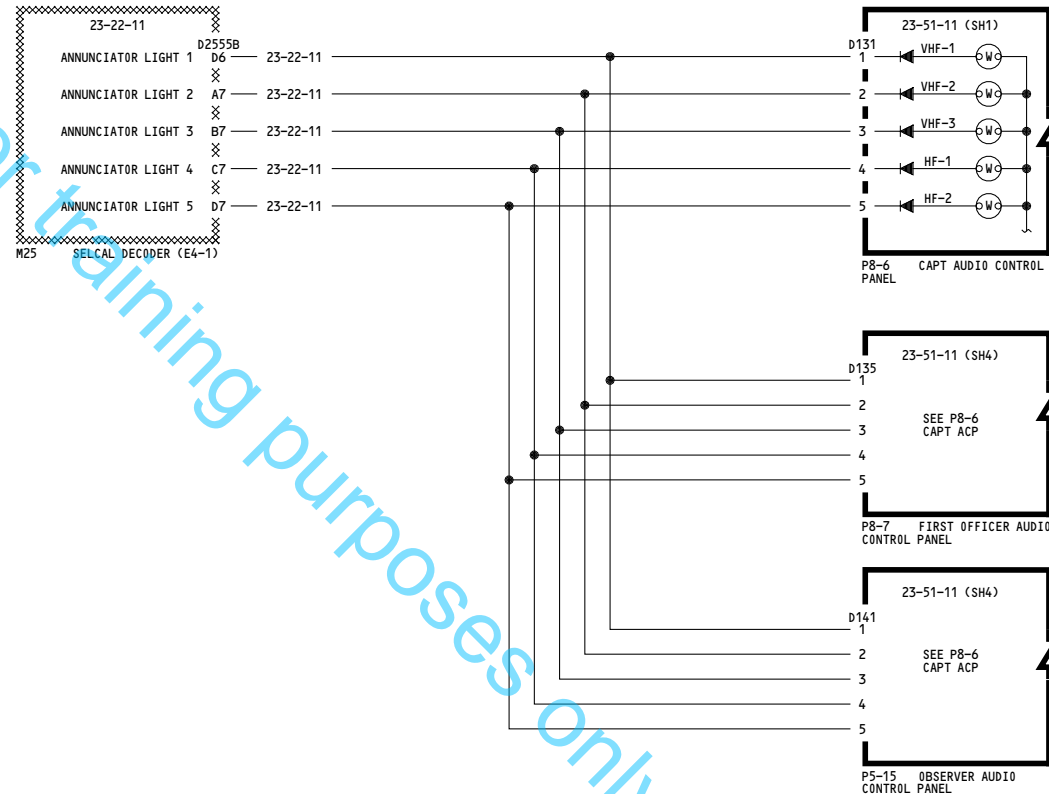 23-22-11
D2555B
ANNUNCIATOR LIGHT 1 D6 23-22-11
ANNUNCIATOR LIGHT 2 A7 23-22-11
ANNUNCIATOR LIGHT 3 B7 23-22-11
ANNUNCIATOR LIGHT 4 C7 23-22-11
ANNUNCIATOR LIGHT 5 D7 23-22-11
M25 SELCAL DECODER (E4-1)
23-51-11 (SH1)
D131
1 VHF-1 W
2 VHF-2 W
3 VHF-3 W
4 HF-1 W
5 HF-2 W
P8-6 CAPT AUDIO CONTROL
PANEL
23-51-11 (SH4)
D135
1
2
3
4
5
SEE P8-6
CAPT ACP
P8-7 FIRST OFFICER AUDIO
CONTROL PANEL
23-51-11 (SH4)
D141
1
2
3
4
5
SEE P8-6
CAPT ACP
P5-15 OBSERVER AUDIO
CONTROL PANEL
or training purposes only